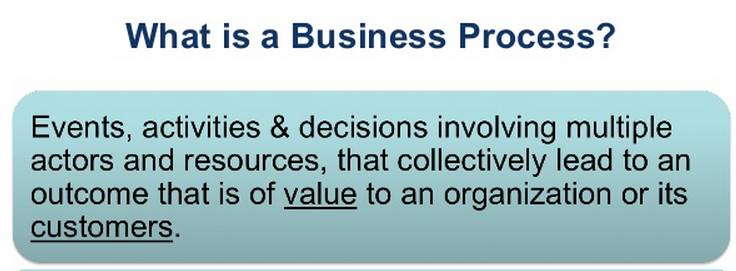 What is a Business Process?
Events, activities & decisions involving multiple
actors and resources, that collectively lead to an
outcome that is of value to an organization or its
customers.